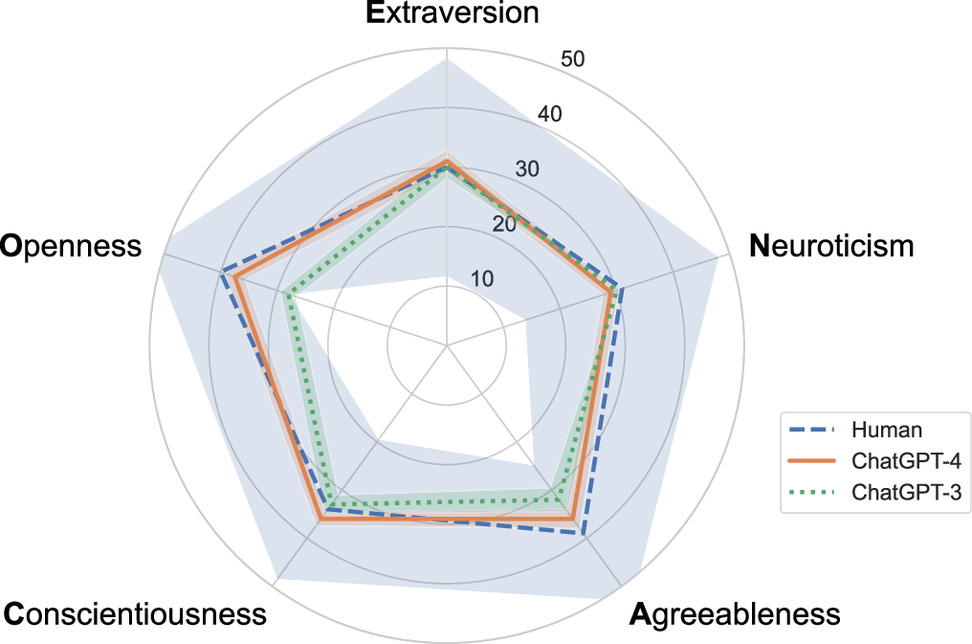 Extraversion
50
40
30
20
10
Openness
Neuroticism
Human
ChatGPT-4
ChatGPT-3
Conscientiousness
Agreeableness